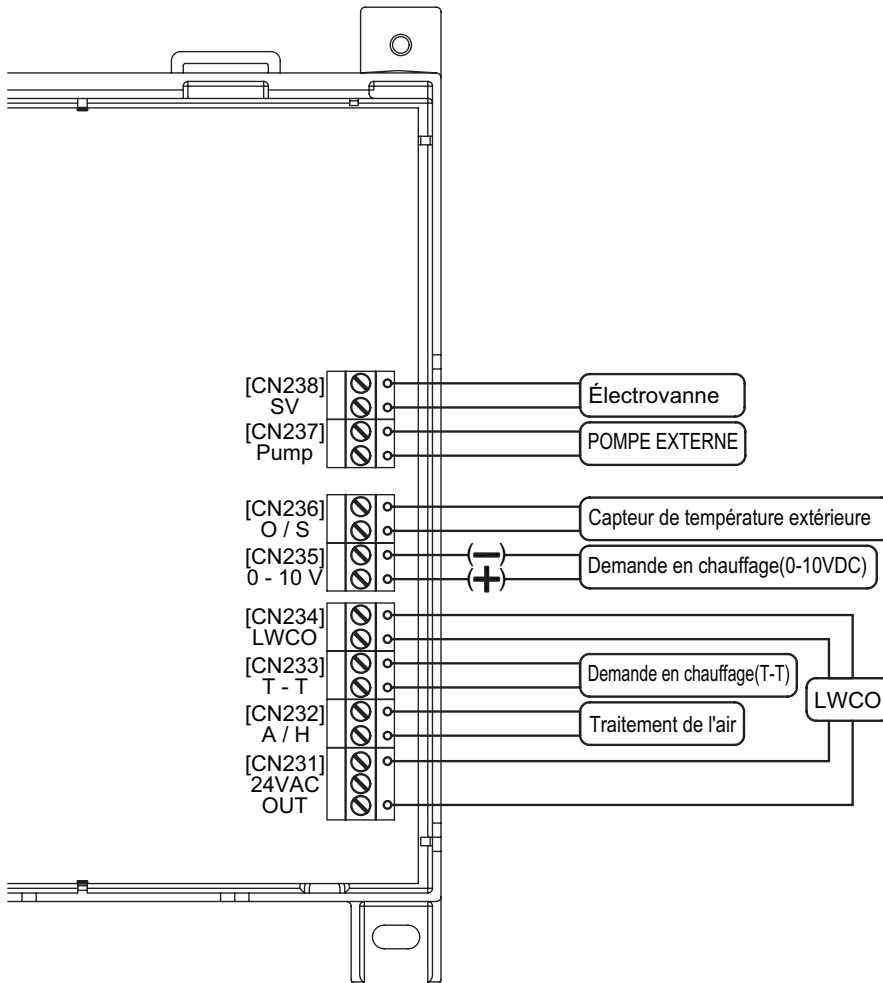 [CN238]
SV
Électrovanne
[CN237]
Pump
POMPE EXTERNE
[CN236]
O / S
Capteur de température extérieure
[CN235]
0 - 10 V
(−)
(+)
Demande en chauffage(0-10VDC)
[CN234]
LWCO
[CN233]
T - T
Demande en chauffage(T-T)
LWCO
[CN232]
A / H
Traitement de l'air
[CN231]
24VAC
OUT